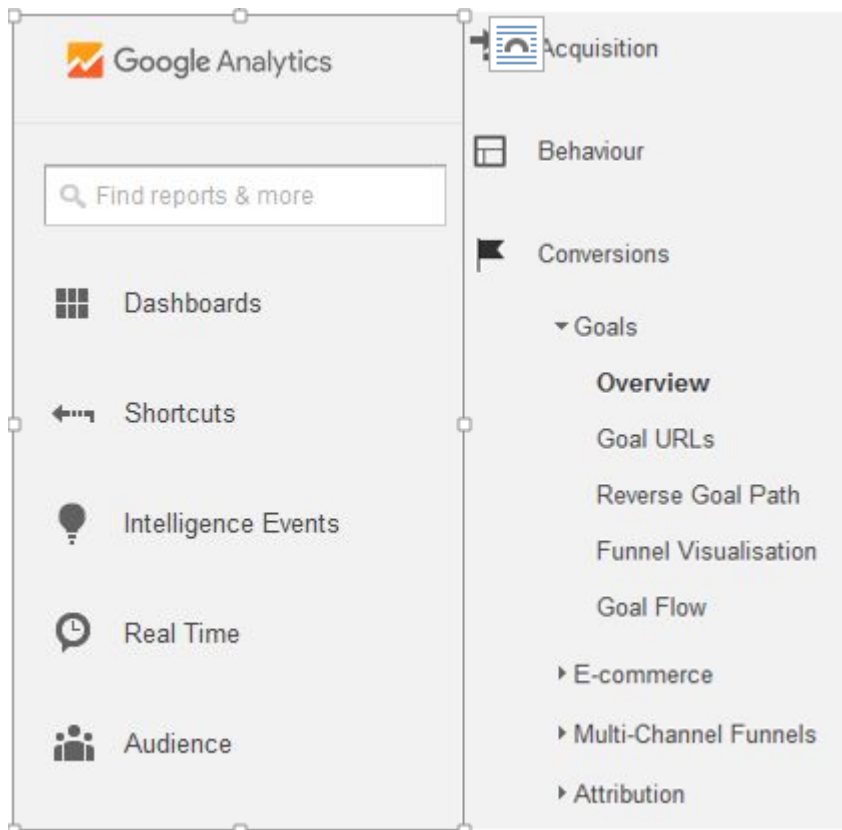 Google Analytics
Find reports & more
Dashboards
Shortcuts
Intelligence Events
Real Time
Audience
Acquisition
Behaviour
Conversions
Goals
Overview
Goal URLs
Reverse Goal Path
Funnel Visualisation
Goal Flow
E-commerce
Multi-Channel Funnels
Attribution